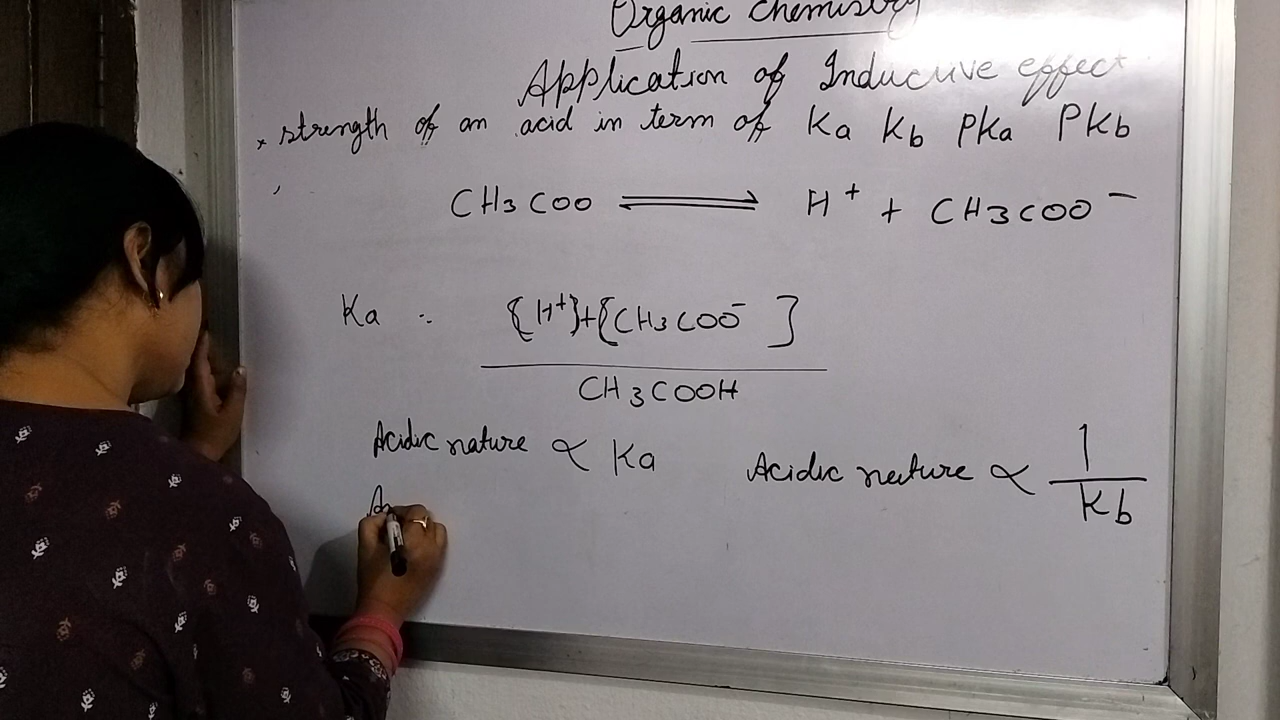 Organic Chemistry
Application of Inductive effect
× strength of an acid in term of Ka Kb PKa PKb
CH3COO ⇌ H+ + CH3COO−
Ka = {H+}+{CH3COO−]
CH3COOH
Acidic nature ∝ Ka
Acidic neature ∝ 1
Kb